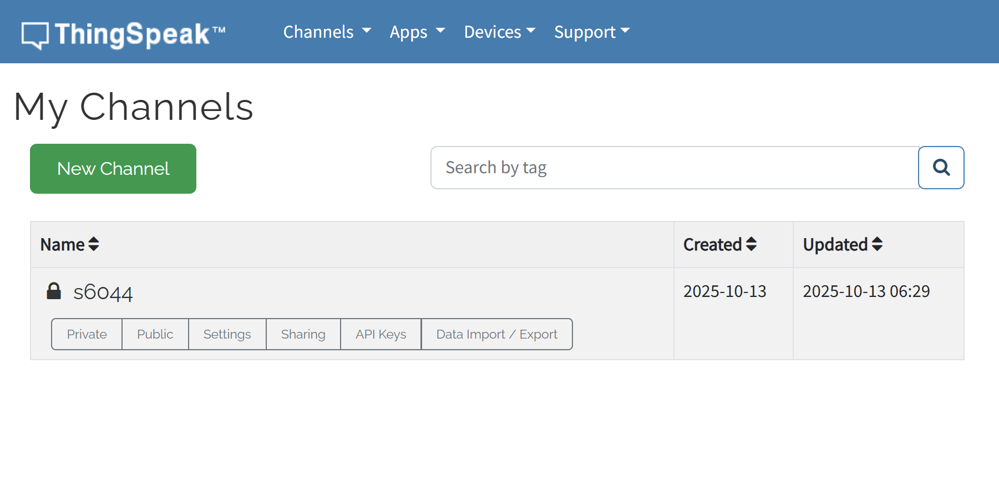 ThingSpeak™ Channels Apps Devices Support
My Channels
New Channel
Search by tag
Name Created Updated
s6044 2025-10-13 2025-10-13 06:29
Private Public Settings Sharing API Keys Data Import / Export